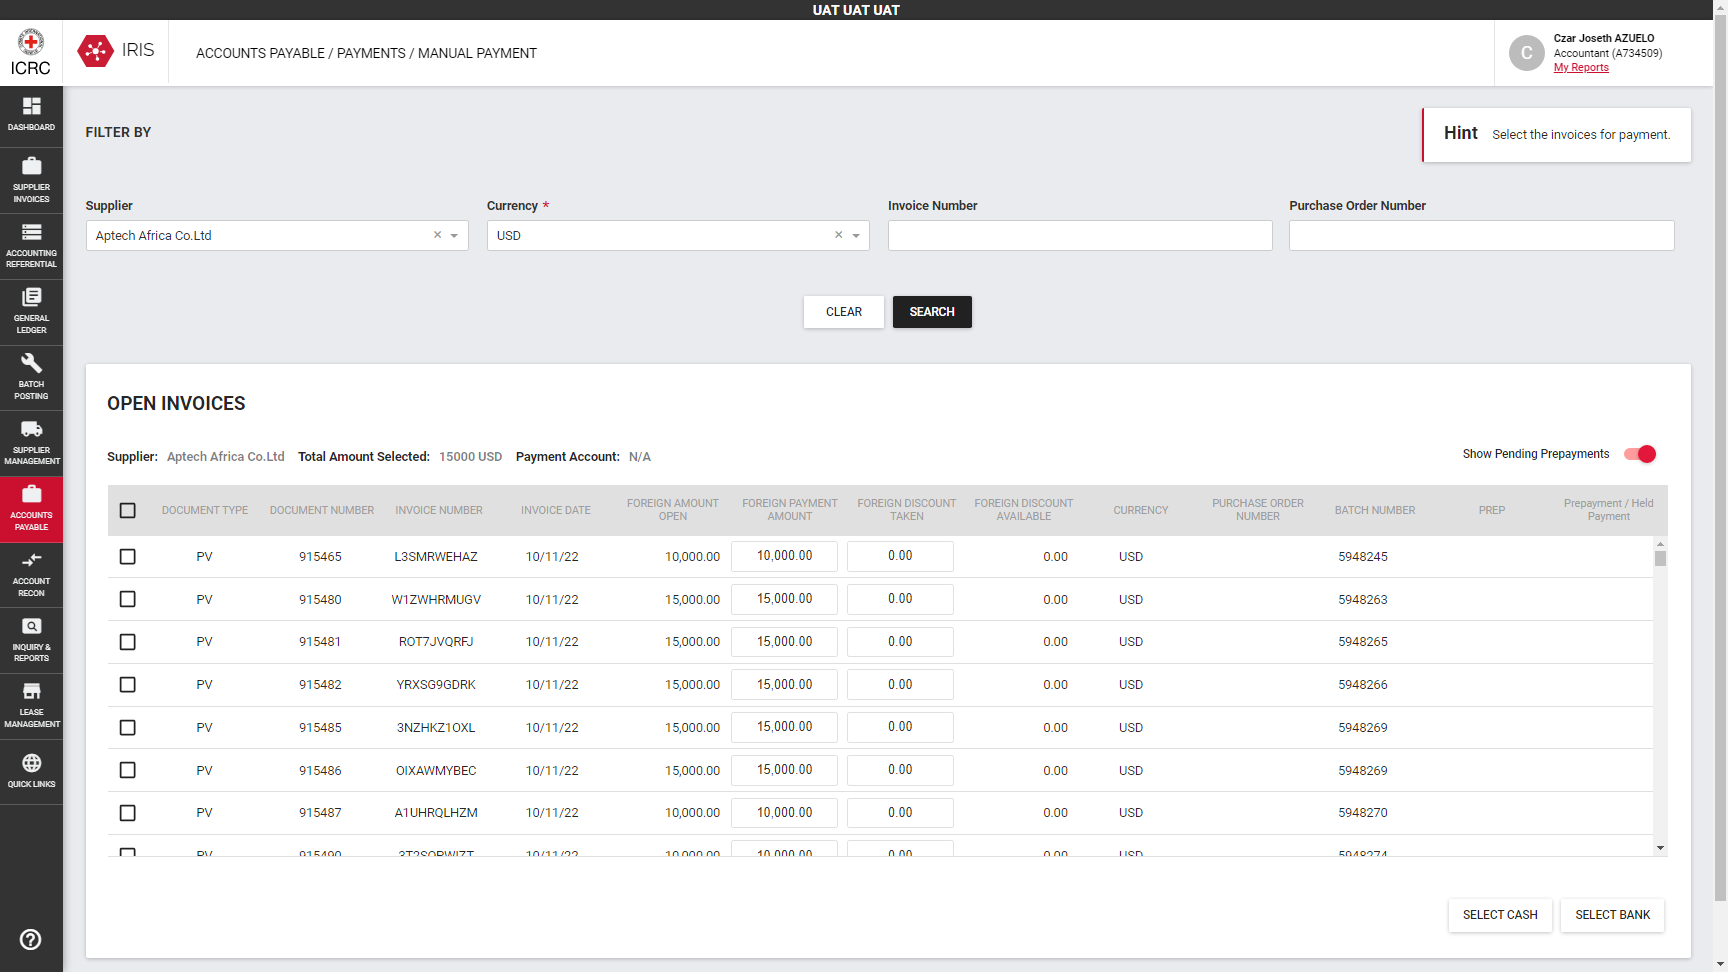 UAT UAT UAT
ICRC
IRIS
ACCOUNTS PAYABLE / PAYMENTS / MANUAL PAYMENT
C
Czar Joseth AZUELO
Accountant (A734509)
My Reports
DASHBOARD
SUPPLIER
INVOICES
ACCOUNTING
REFERENTIAL
GENERAL
LEDGER
BATCH
POSTING
SUPPLIER
MANAGEMENT
ACCOUNTS
PAYABLE
ACCOUNT
RECON
INQUIRY &
REPORTS
LEASE
MANAGEMENT
QUICK LINKS
FILTER BY
Hint Select the invoices for payment.
Supplier Currency * Invoice Number Purchase Order Number
Aptech Africa Co.Ltd × USD ×
CLEAR SEARCH
OPEN INVOICES
Supplier: Aptech Africa Co.Ltd Total Amount Selected: 15000 USD Payment Account: N/A
Show Pending Prepayments
DOCUMENT TYPE DOCUMENT NUMBER INVOICE NUMBER INVOICE DATE FOREIGN AMOUNT OPEN FOREIGN PAYMENT AMOUNT FOREIGN DISCOUNT TAKEN FOREIGN DISCOUNT AVAILABLE CURRENCY PURCHASE ORDER NUMBER BATCH NUMBER PREP Prepayment / Held Payment
PV 915465 L3SMRWEHAZ 10/11/22 10,000.00 10,000.00 0.00 0.00 USD 5948245
PV 915480 W1ZWHRMUGV 10/11/22 15,000.00 15,000.00 0.00 0.00 USD 5948263
PV 915481 ROT7JVQRFJ 10/11/22 15,000.00 15,000.00 0.00 0.00 USD 5948265
PV 915482 YRXSG9GDRK 10/11/22 15,000.00 15,000.00 0.00 0.00 USD 5948266
PV 915485 3NZHKZ1OXL 10/11/22 15,000.00 15,000.00 0.00 0.00 USD 5948269
PV 915486 OIXAWMYBEC 10/11/22 15,000.00 15,000.00 0.00 0.00 USD 5948269
PV 915487 A1UHRQLHZM 10/11/22 10,000.00 10,000.00 0.00 0.00 USD 5948270
PV 915490 10/11/22 10,000.00 10,000.00 0.00 0.00 USD 5948274
SELECT CASH SELECT BANK